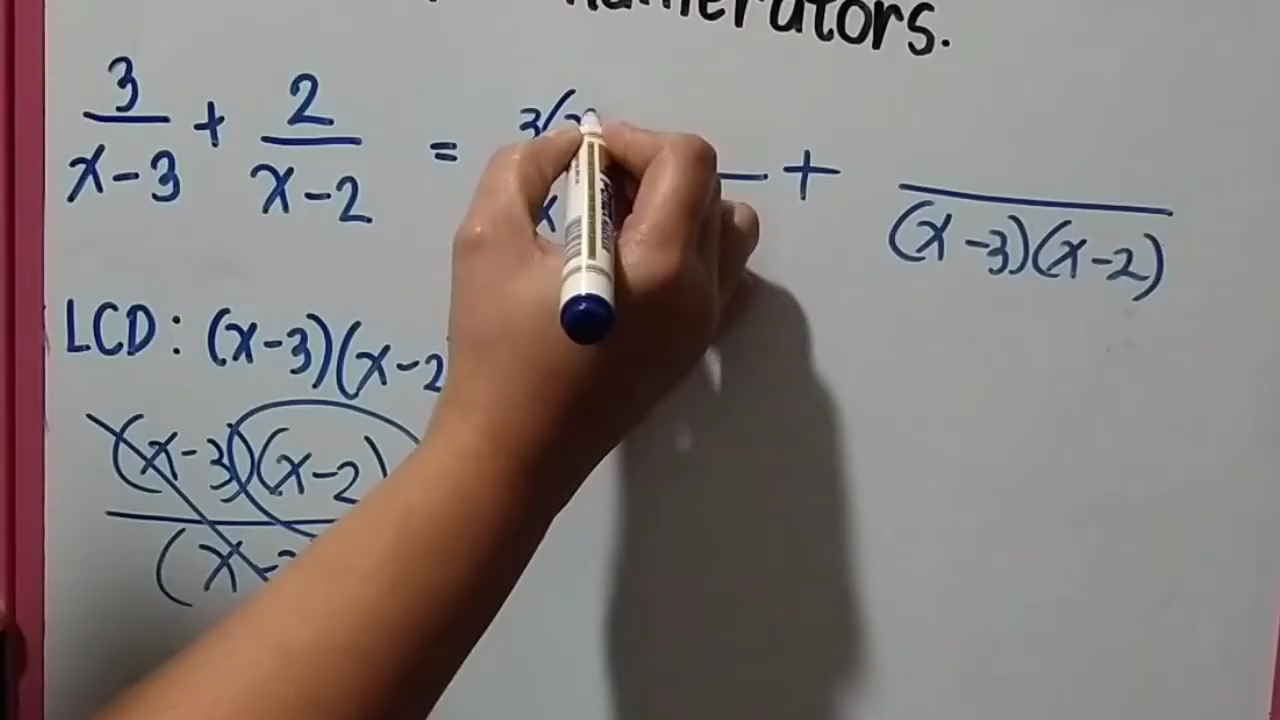 numerators.
3/(x-3) + 2/(x-2) = 3( + /(x-3)(x-2)
LCD: (x-3)(x-2
(x-3)(x-2)
(x-